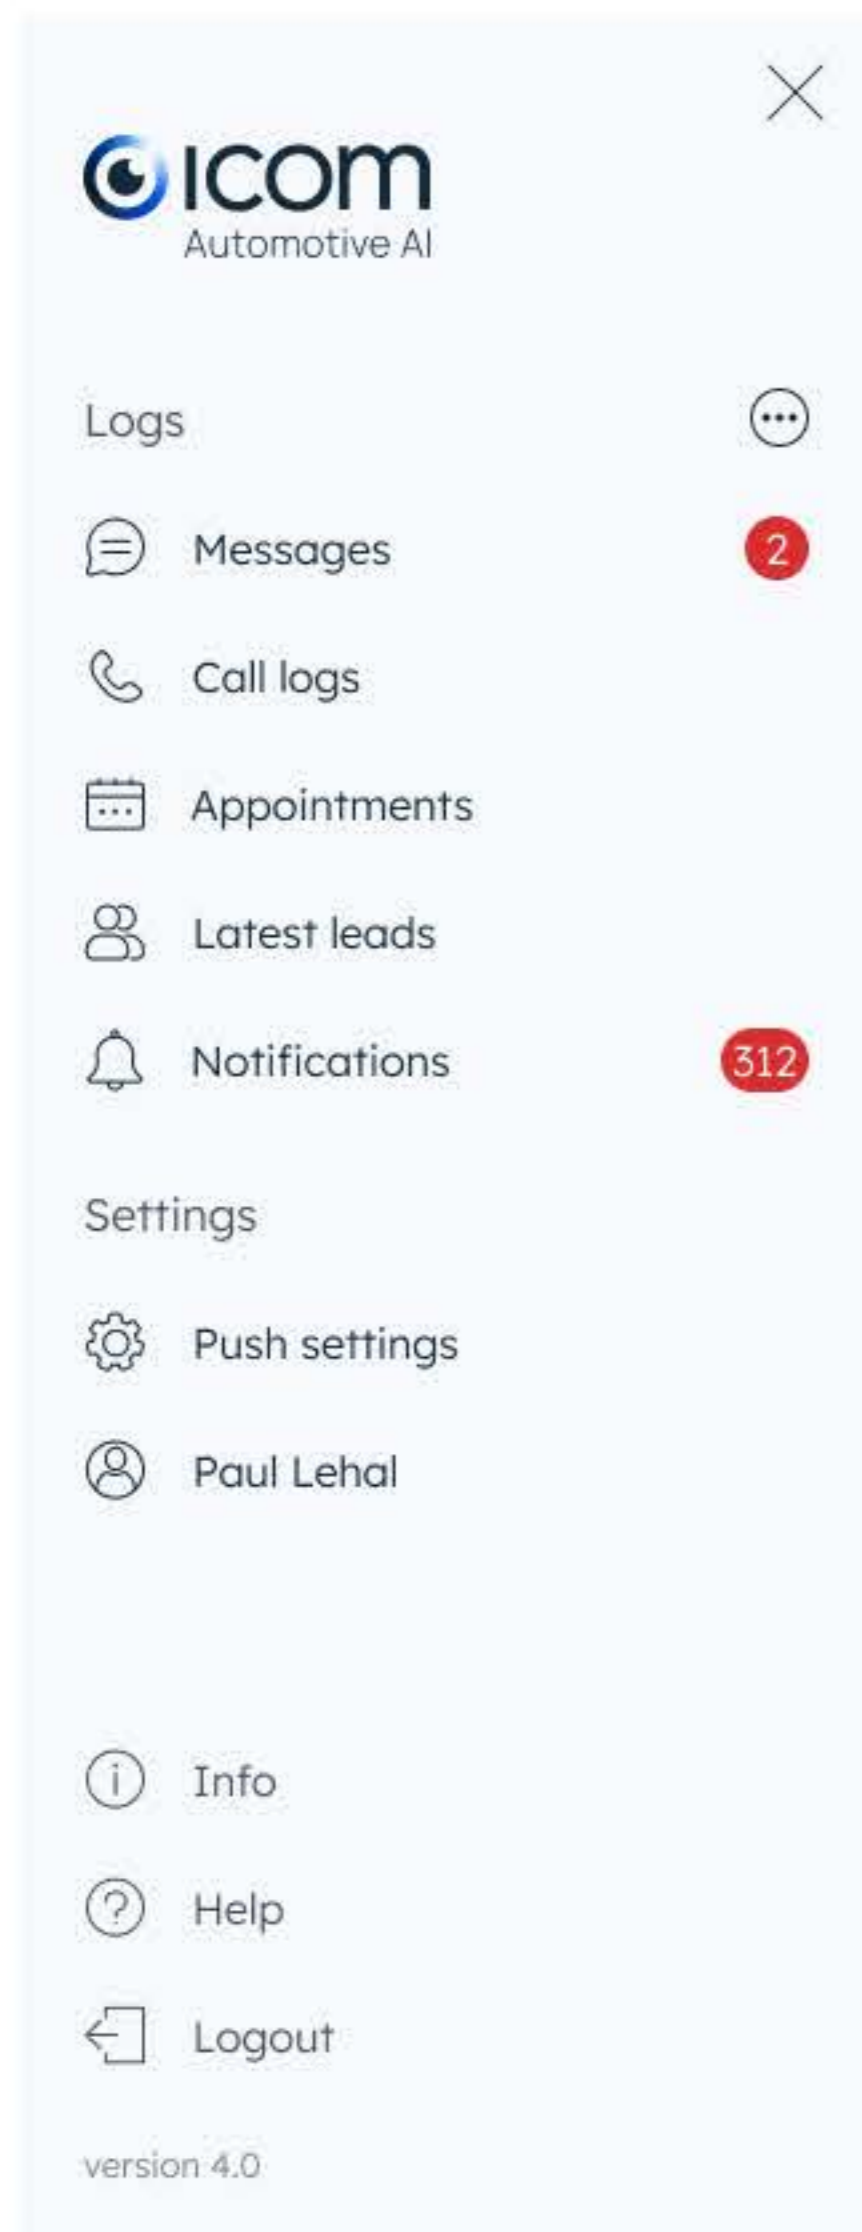 ICOM
Automotive AI
Logs
Messages
2
Call logs
Appointments
Latest leads
Notifications
312
Settings
Push settings
Paul Lehal
Info
Help
Logout
version 4.0